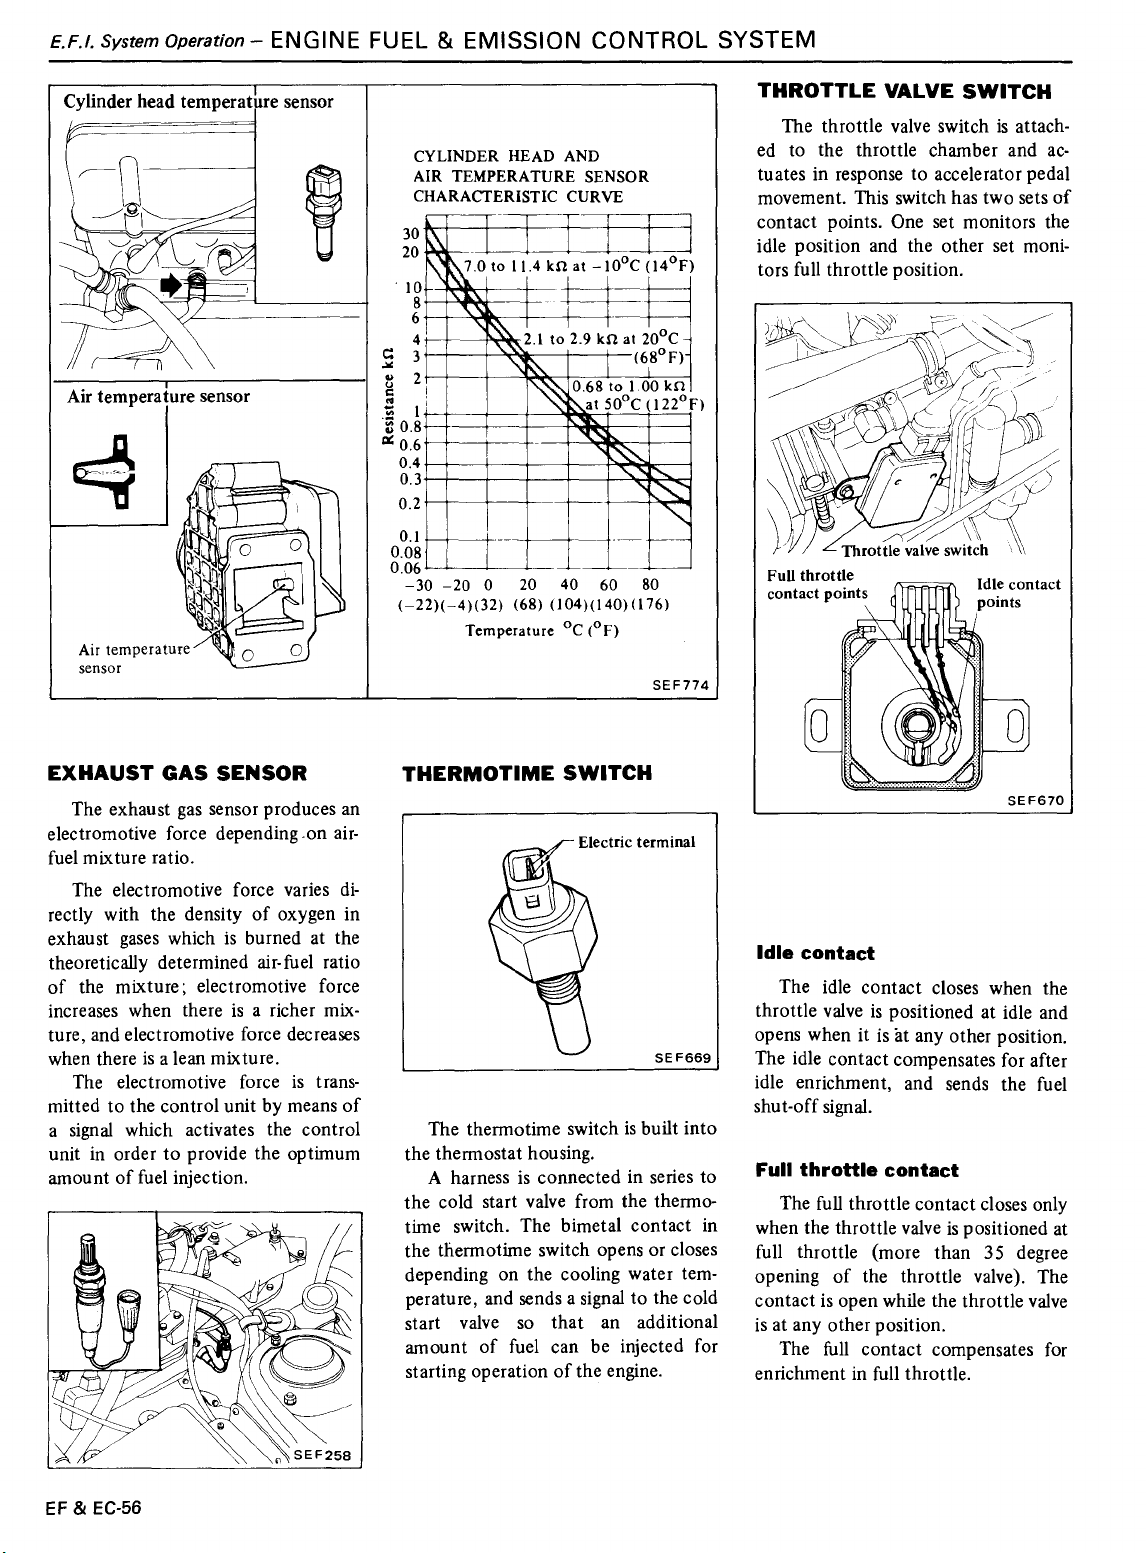 E.F.I. System Operation – ENGINE FUEL & EMISSION CONTROL SYSTEM
Cylinder head temperature sensor
Air temperature sensor
Air temperature
sensor
CYLINDER HEAD AND
AIR TEMPERATURE SENSOR
CHARACTERISTIC CURVE
30
20
10
8
6
4
3
2
1
0.8
0.6
0.4
0.3
0.2
0.1
0.08
0.06
Resistance kΩ
7.0 to 11.4 kΩ at –10°C (14°F)
2.1 to 2.9 kΩ at 20°C
(68°F)
0.68 to 1.00 kΩ
at 50°C (122°F)
–30 –20 0 20 40 60 80
(–22)(–4)(32) (68) (104)(140)(176)
Temperature °C (°F)
SEF774
EXHAUST GAS SENSOR
The exhaust gas sensor produces an
electromotive force depending on air-
fuel mixture ratio.
The electromotive force varies di-
rectly with the density of oxygen in
exhaust gases which is burned at the
theoretically determined air-fuel ratio
of the mixture; electromotive force
increases when there is a richer mix-
ture, and electromotive force decreases
when there is a lean mixture.
The electromotive force is trans-
mitted to the control unit by means of
a signal which activates the control
unit in order to provide the optimum
amount of fuel injection.
SEF258
THERMOTIME SWITCH
Electric terminal
SEF669
The thermotime switch is built into
the thermostat housing.
A harness is connected in series to
the cold start valve from the thermo-
time switch. The bimetal contact in
the thermotime switch opens or closes
depending on the cooling water tem-
perature, and sends a signal to the cold
start valve so that an additional
amount of fuel can be injected for
starting operation of the engine.
THROTTLE VALVE SWITCH
The throttle valve switch is attach-
ed to the throttle chamber and ac-
tuates in response to accelerator pedal
movement. This switch has two sets of
contact points. One set monitors the
idle position and the other set moni-
tors full throttle position.
Throttle valve switch
Full throttle
contact points
Idle contact
points
SEF670
Idle contact
The idle contact closes when the
throttle valve is positioned at idle and
opens when it is at any other position.
The idle contact compensates for after
idle enrichment, and sends the fuel
shut-off signal.
Full throttle contact
The full throttle contact closes only
when the throttle valve is positioned at
full throttle (more than 35 degree
opening of the throttle valve). The
contact is open while the throttle valve
is at any other position.
The full contact compensates for
enrichment in full throttle.
EF & EC-56